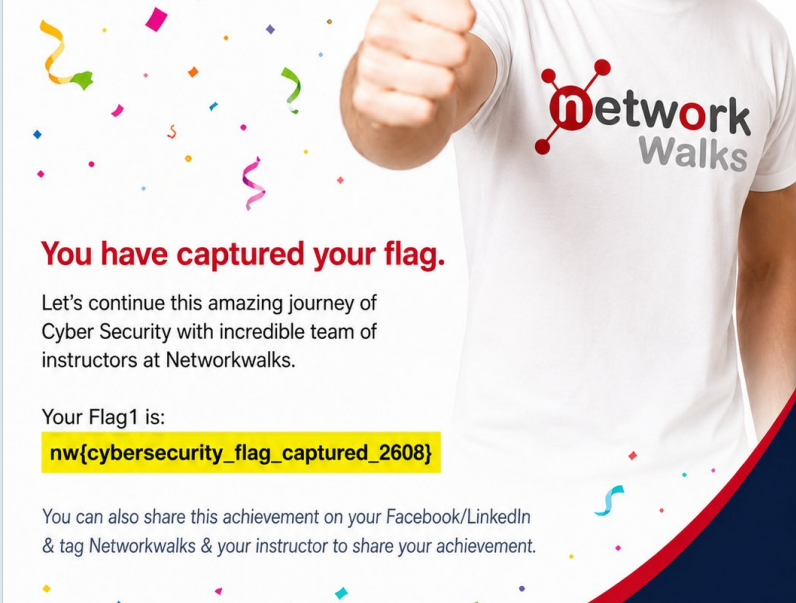 network
Walks
You have captured your flag.
Let's continue this amazing journey of
Cyber Security with incredible team of
instructors at Networkwalks.
Your Flag1 is:
nw{cybersecurity_flag_captured_2608}
You can also share this achievement on your Facebook/LinkedIn
& tag Networkwalks & your instructor to share your achievement.